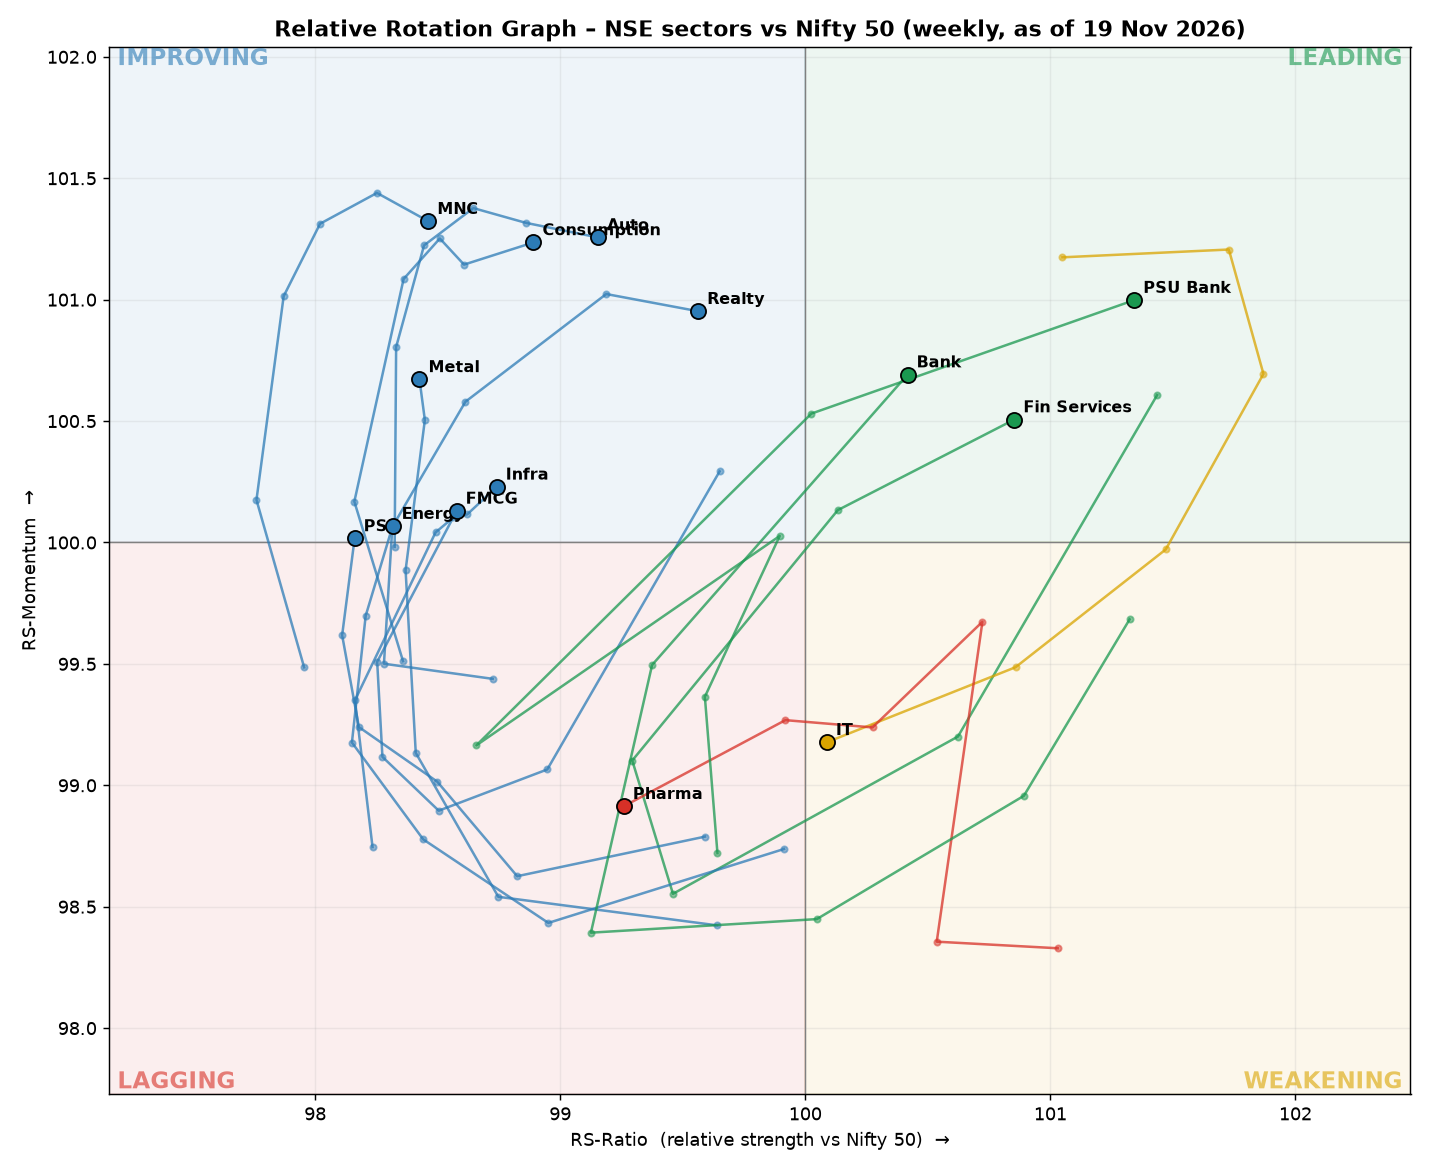 Relative Rotation Graph – NSE sectors vs Nifty 50 (weekly, as of 19 Nov 2026)
IMPROVING
LEADING
102.0
101.5
101.0
100.5
100.0
99.5
99.0
98.5
98.0
RS-Momentum →
MNC
Auto
Consumption
Realty
PSU Bank
Metal
Bank
Fin Services
Infra
FMCG
Energy
IT
Pharma
LAGGING
WEAKENING
98
99
100
101
102
RS-Ratio (relative strength vs Nifty 50) →